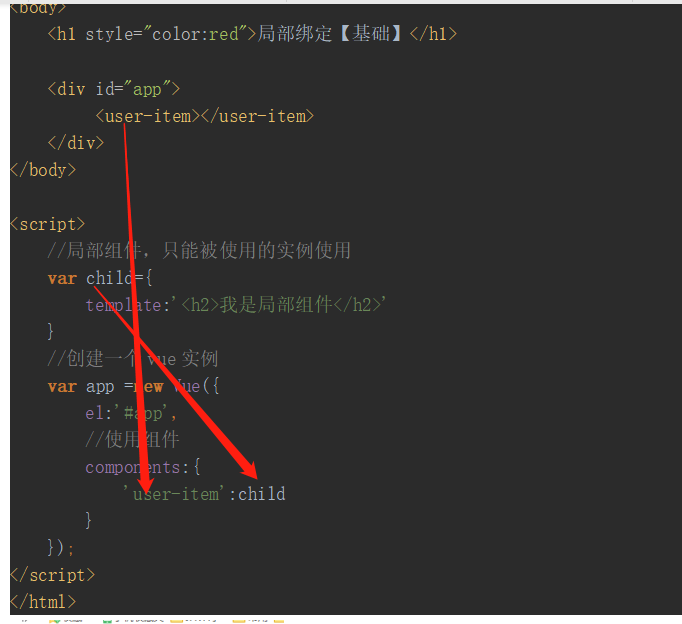 <body>
<h1 style="color:red">局部绑定【基础】</h1>
<div id="app">
<user-item></user-item>
</div>
</body>
<script>
//局部组件，只能被使用的实例使用
var child={
template:'<h2>我是局部组件</h2>'
}
//创建一个vue实例
var app =new Vue({
el:'#app',
//使用组件
components:{
'user-item':child
}
});
</script>
</html>